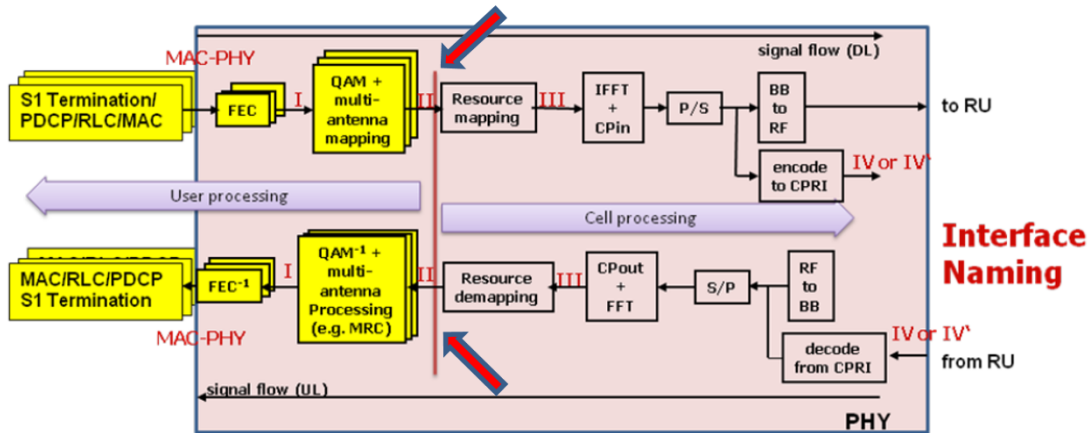 signal flow (DL)
MAC-PHY
S1 Termination/
PDCP/RLC/MAC
FEC
I
QAM +
multi-
antenna
mapping
II
Resource
mapping
III
IFFT
+
CPin
P/S
BB
to
RF
to RU
encode
to CPRI
IV or IV‘
User processing
Cell processing
Interface
Naming
MAC/RLC/PDCP
S1 Termination
FEC-1
I
QAM-1 +
multi-
antenna
Processing
(e.g. MRC)
II
Resource
demapping
III
CPout
+
FFT
S/P
RF
to
BB
MAC-PHY
IV or IV‘
decode
from CPRI
from RU
signal flow (UL)
PHY